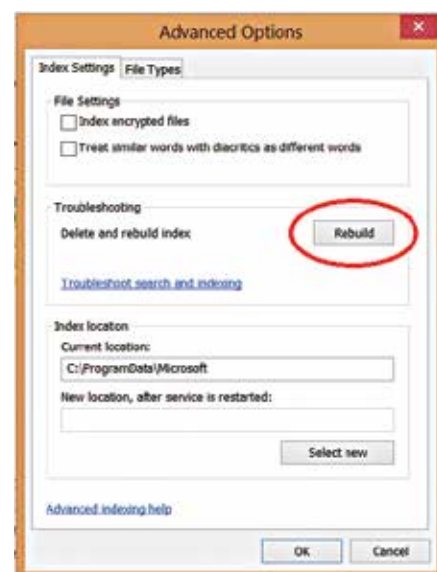 Advanced Options
Index Settings File Types
File Settings
Index encrypted files
Treat similar words with diacritics as different words
Troubleshooting
Delete and rebuild index
Rebuild
Troubleshoot search and indexing
Index location
Current location:
C:\ProgramData\Microsoft
New location, after service is restarted:
Select new
Advanced indexing help
OK Cancel